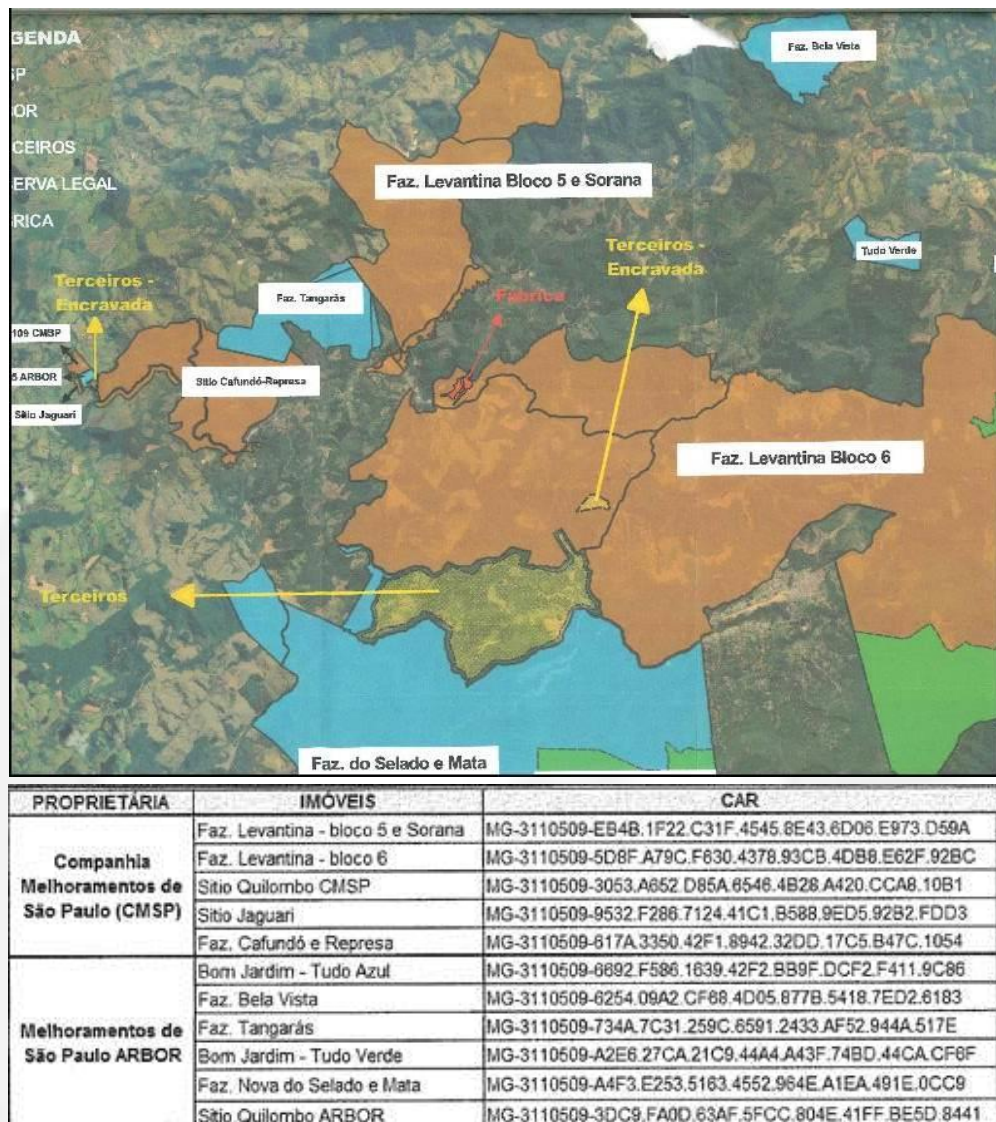 GENDA
SP
OR
CEIROS
SERVA LEGAL
RICA
Faz. Bela Vista
Faz. Levantina Bloco 5 e Sorana
Terceiros -
Encravada
Tudo Verde
Terceiros -
Encravada
Faz. Tangarás
Fábrica
109 CMSP
5 ARBOR
Sítio Cafundó-Represa
Sítio Jaguari
Faz. Levantina Bloco 6
Terceiros
Faz. do Selado e Mata
PROPRIETÁRIA IMÓVEIS CAR
Companhia Melhoramentos de São Paulo (CMSP)
Faz. Levantina - bloco 5 e Sorana MG-3110509-EB4B.1F22.C31F.4545.8E43.6D06.E973.D59A
Faz. Levantina - bloco 6 MG-3110509-5D8F.A79C.F630.4378.93CB.4DB8.E62F.92BC
Sitio Quilombo CMSP MG-3110509-3053.A652.D85A.6546.4B28.A420.CCA8.10B1
Sitio Jaguari MG-3110509-9532.F286.7124.41C1.B588.9ED5.92B2.FDD3
Faz. Cafundó e Represa MG-3110509-617A.3350.42F1.8942.32DD.17C5.B47C.1054
Melhoramentos de São Paulo ARBOR
Bom Jardim - Tudo Azul MG-3110509-6692.F586.1639.42F2.BB9F.DCF2.F411.9C86
Faz. Bela Vista MG-3110509-6254.09A2.CF68.4D05.877B.5418.7ED2.6183
Faz. Tangarás MG-3110509-734A.7C31.259C.6591.2433.AF52.944A.517E
Bom Jardim - Tudo Verde MG-3110509-A2E6.27CA.21C9.44A4.A43F.74BD.44CA.CF6F
Faz. Nova do Selado e Mata MG-3110509-A4F3.E253.5163.4552.964E.A1EA.491E.0CC9
Sitio Quilombo ARBOR MG-3110509-3DC9.FA0D.63AF.5FCC.804E.41FF.BE5D.8441